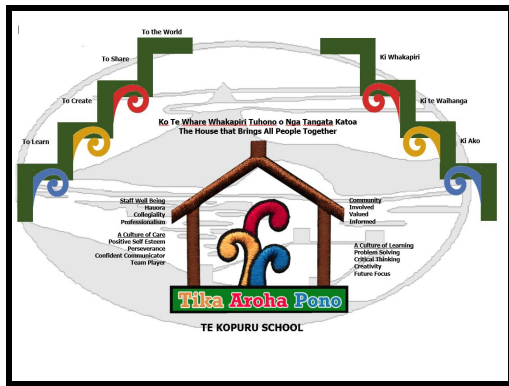 To the World
To Share
To Create
To Learn
Ki Whakapiri
Ki te Waihanga
Ki Ako
Ko Te Whare Whakapiri Tuhono o Nga Tangata Katoa
The House that Brings All People Together
Staff Well Being
Hauora
Collegiality
Professionalism
A Culture of Care
Positive Self Esteem
Perseverance
Confident Communicator
Team Player
Community
Involved
Valued
Informed
A Culture of Learning
Problem Solving
Critical Thinking
Creativity
Future Focus
Tika Aroha Pono
TE KOPURU SCHOOL